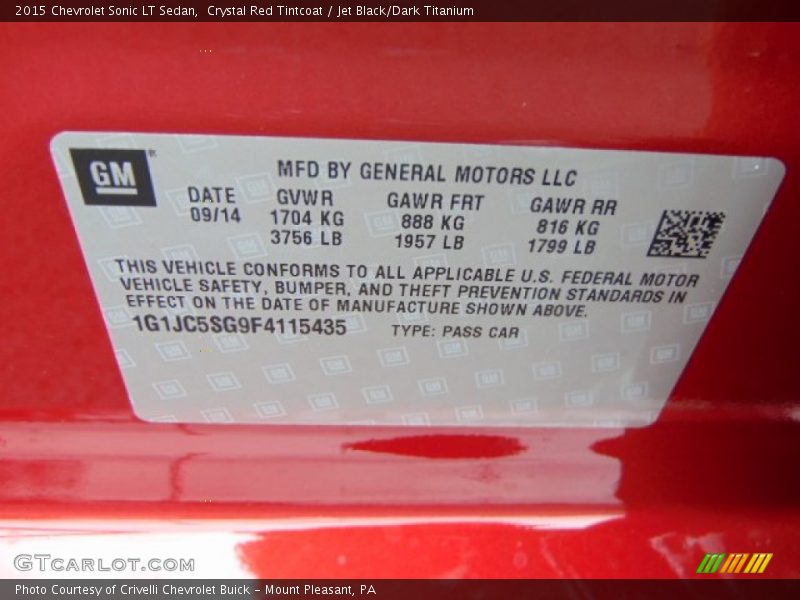 2015 Chevrolet Sonic LT Sedan,  Crystal Red Tintcoat / Jet Black/Dark Titanium
GM
MFD BY GENERAL MOTORS LLC
DATE GVWR GAWR FRT GAWR RR
09/14 1704 KG 888 KG 816 KG
3756 LB 1957 LB 1799 LB
THIS VEHICLE CONFORMS TO ALL APPLICABLE U.S. FEDERAL MOTOR
VEHICLE SAFETY, BUMPER, AND THEFT PREVENTION STANDARDS IN
EFFECT ON THE DATE OF MANUFACTURE SHOWN ABOVE.
1G1JC5SG9F4115435 TYPE: PASS CAR
GTCARLOT.COM
Photo Courtesy of Crivelli Chevrolet Buick - Mount Pleasant, PA